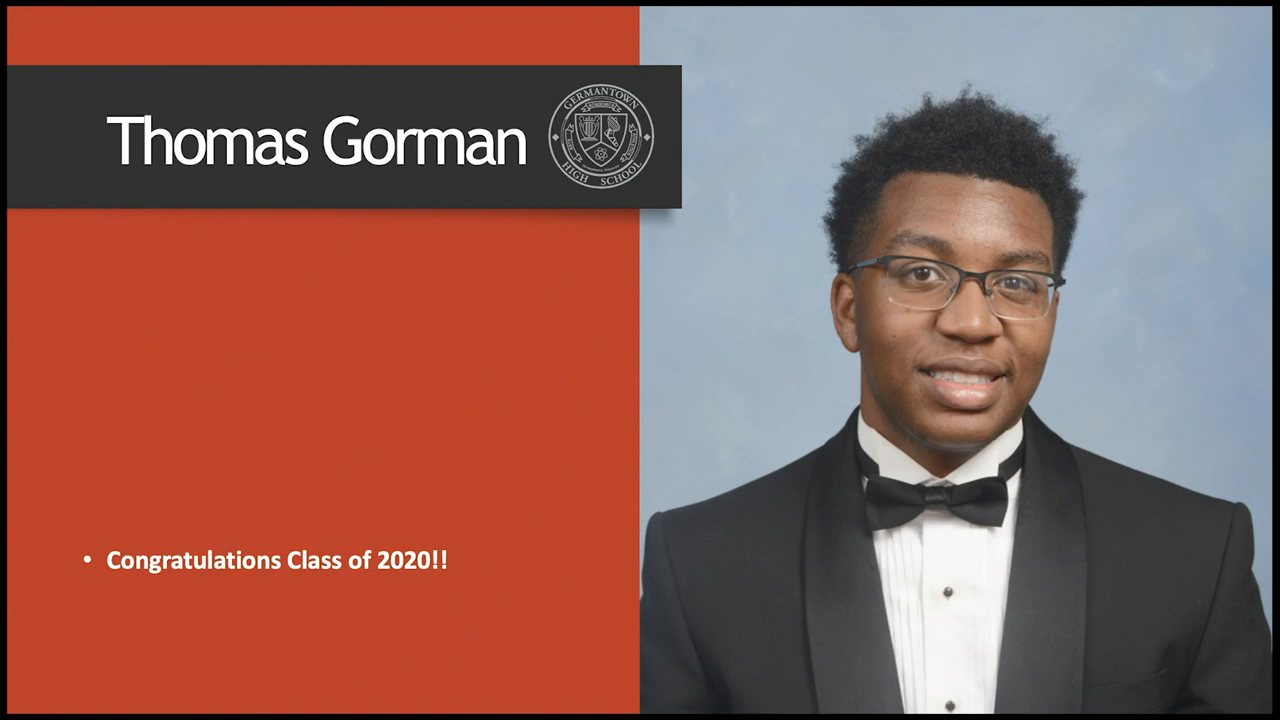 Thomas Gorman
GERMANTOWN
HIGH SCHOOL
• Congratulations Class of 2020!!